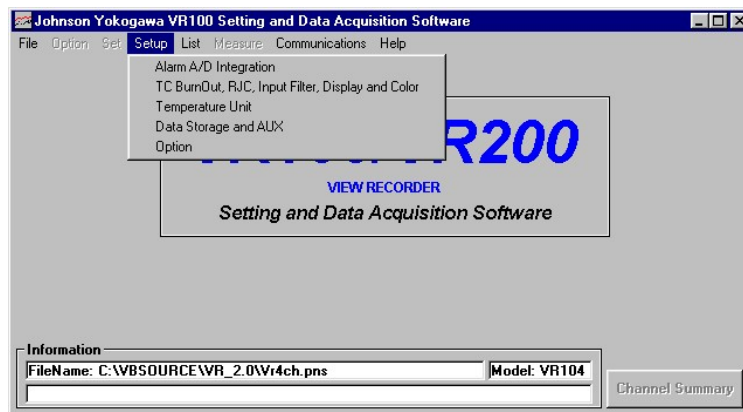 Johnson Yokogawa VR100 Setting and Data Acquisition Software
File Option Set Setup List Measure Communications Help
Alarm A/D Integration
TC BurnOut, RJC, Input Filter, Display and Color
Temperature Unit
Data Storage and AUX
Option
R200
VIEW RECORDER
Setting and Data Acquisition Software
Information
FileName: C:\VBSOURCE\VR_2.0\Vr4ch.pns Model: VR104
Channel Summary